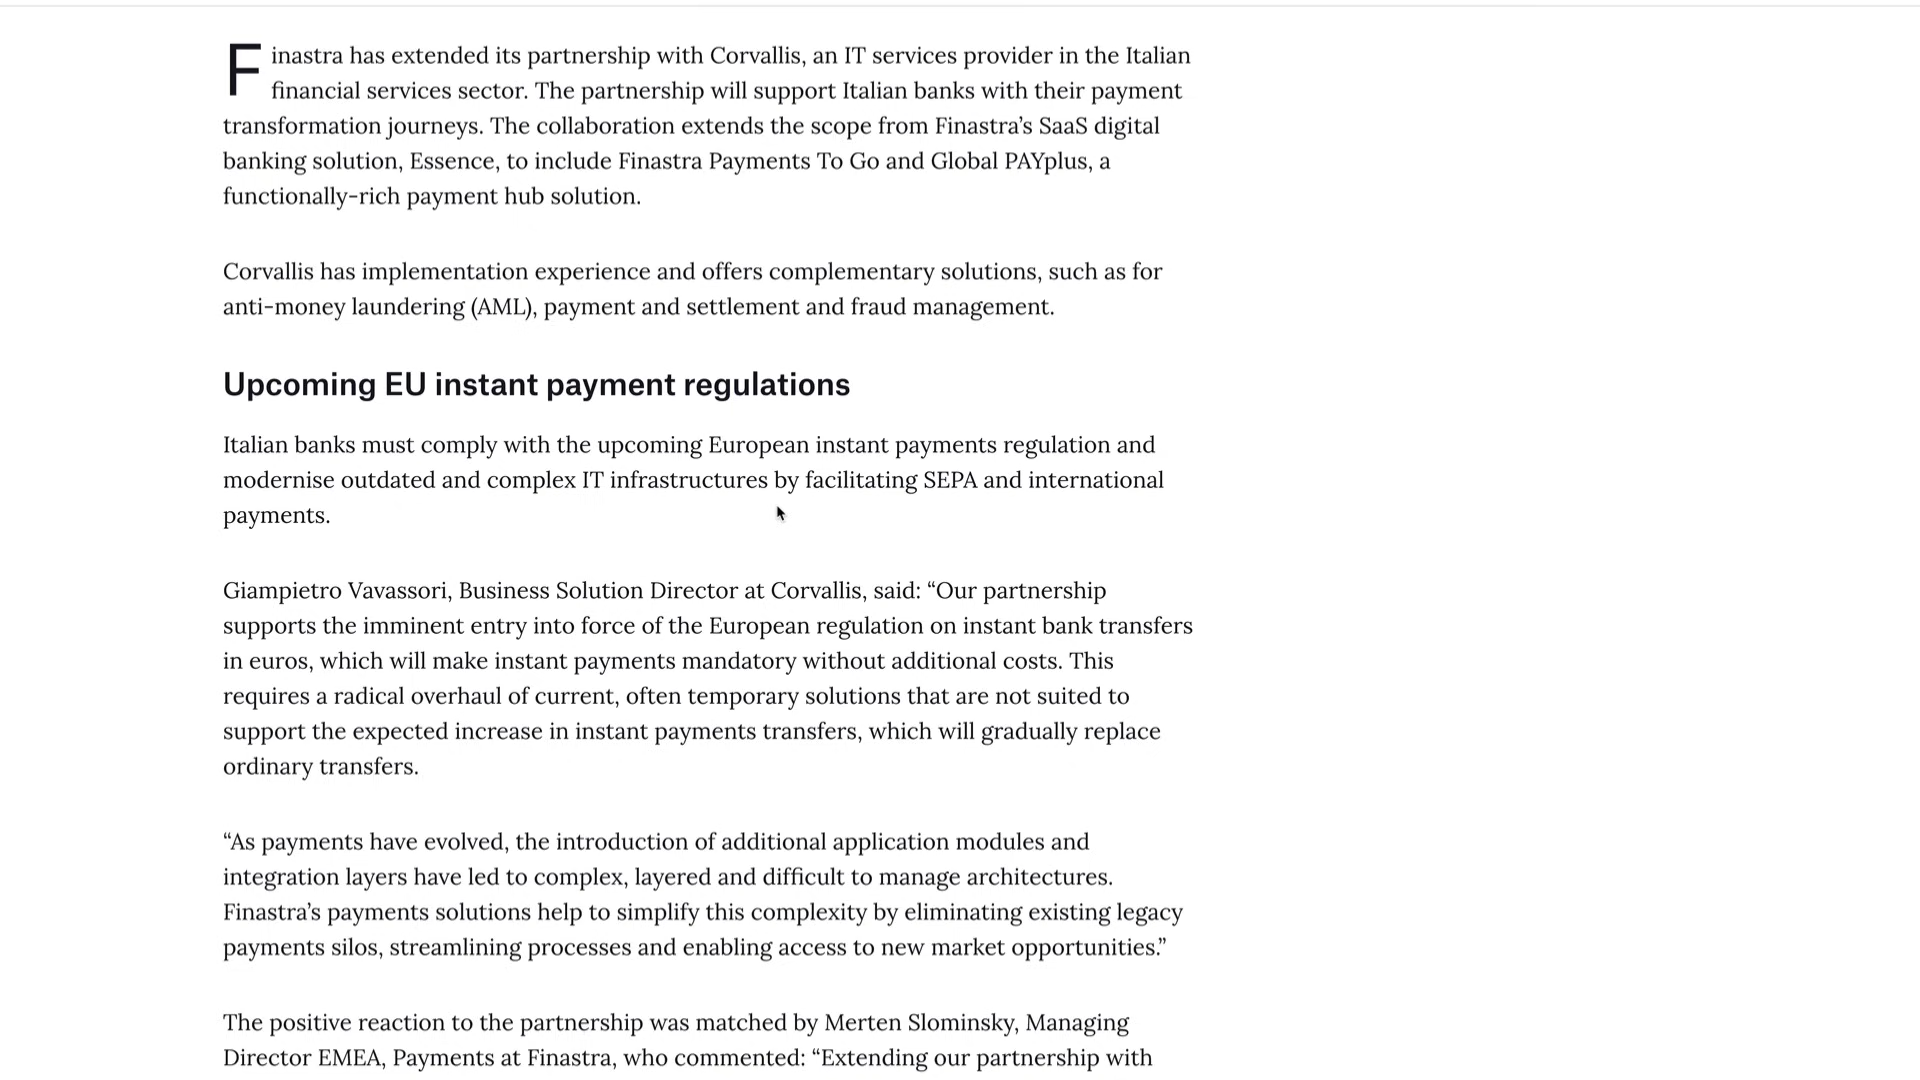 Finastra has extended its partnership with Corvallis, an IT services provider in the Italian
financial services sector. The partnership will support Italian banks with their payment
transformation journeys. The collaboration extends the scope from Finastra’s SaaS digital
banking solution, Essence, to include Finastra Payments To Go and Global PAYplus, a
functionally-rich payment hub solution.
Corvallis has implementation experience and offers complementary solutions, such as for
anti-money laundering (AML), payment and settlement and fraud management.
Upcoming EU instant payment regulations
Italian banks must comply with the upcoming European instant payments regulation and
modernise outdated and complex IT infrastructures by facilitating SEPA and international
payments.
Giampietro Vavassori, Business Solution Director at Corvallis, said: “Our partnership
supports the imminent entry into force of the European regulation on instant bank transfers
in euros, which will make instant payments mandatory without additional costs. This
requires a radical overhaul of current, often temporary solutions that are not suited to
support the expected increase in instant payments transfers, which will gradually replace
ordinary transfers.
“As payments have evolved, the introduction of additional application modules and
integration layers have led to complex, layered and difficult to manage architectures.
Finastra’s payments solutions help to simplify this complexity by eliminating existing legacy
payments silos, streamlining processes and enabling access to new market opportunities.”
The positive reaction to the partnership was matched by Merten Slominsky, Managing
Director EMEA, Payments at Finastra, who commented: “Extending our partnership with